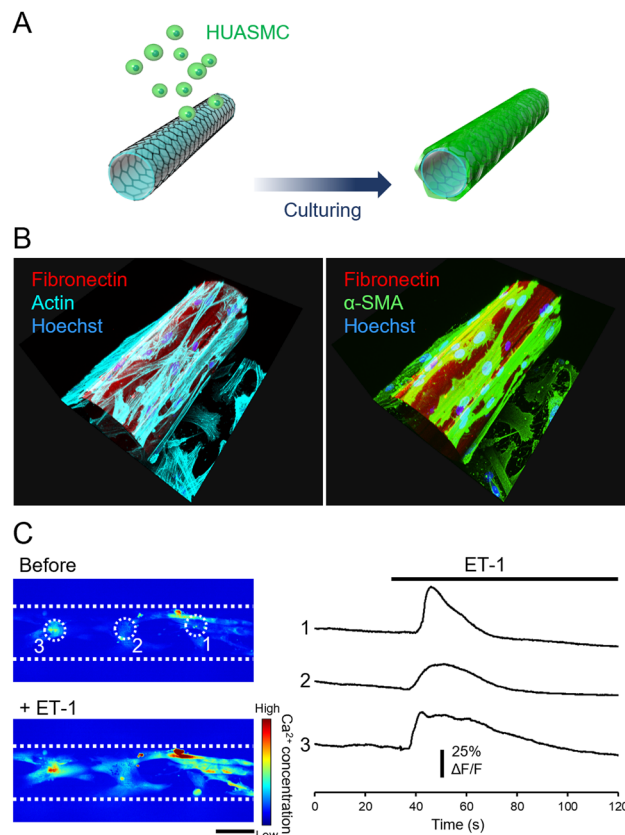 A
HUASMC
Culturing
B
Fibronectin
Actin
Hoechst
Fibronectin
α-SMA
Hoechst
C
Before
3
2
1
+ ET-1
High
Ca²⁺ concentration
Low
ET-1
1
2
3
25%
ΔF/F
0 20 40 60 80 100 120
Time (s)